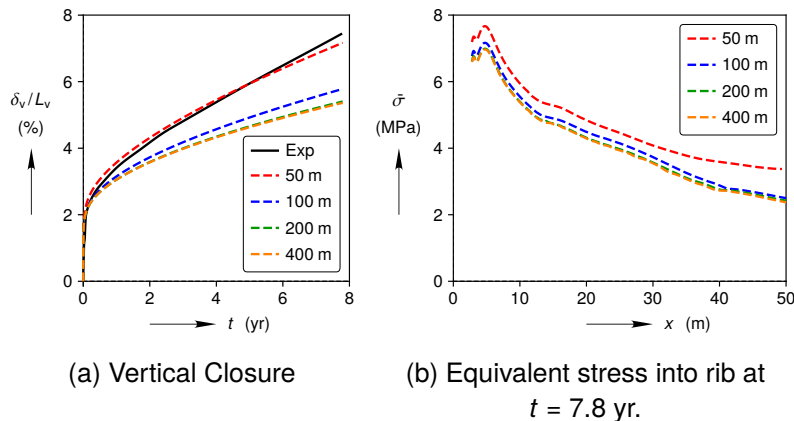 8
6
4
2
0
δv/Lv
(%)
Exp
50 m
100 m
200 m
400 m
0 2 4 6 8
t (yr)
(a) Vertical Closure
8
6
4
2
0
σ̄
(MPa)
50 m
100 m
200 m
400 m
0 10 20 30 40 50
x (m)
(b) Equivalent stress into rib at
t = 7.8 yr.